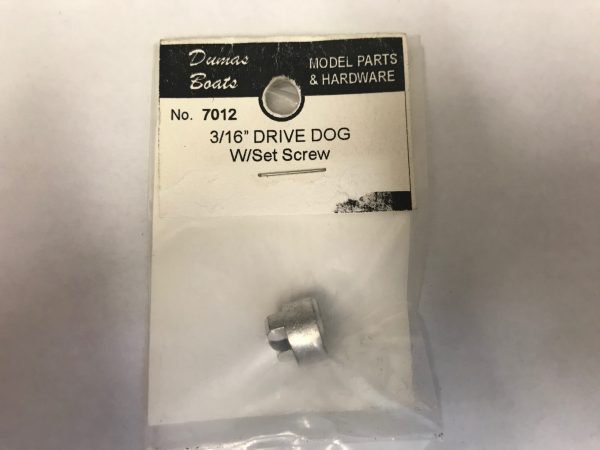 Dumas
Boats
MODEL PARTS
& HARDWARE
No. 7012
3/16” DRIVE DOG
W/Set Screw